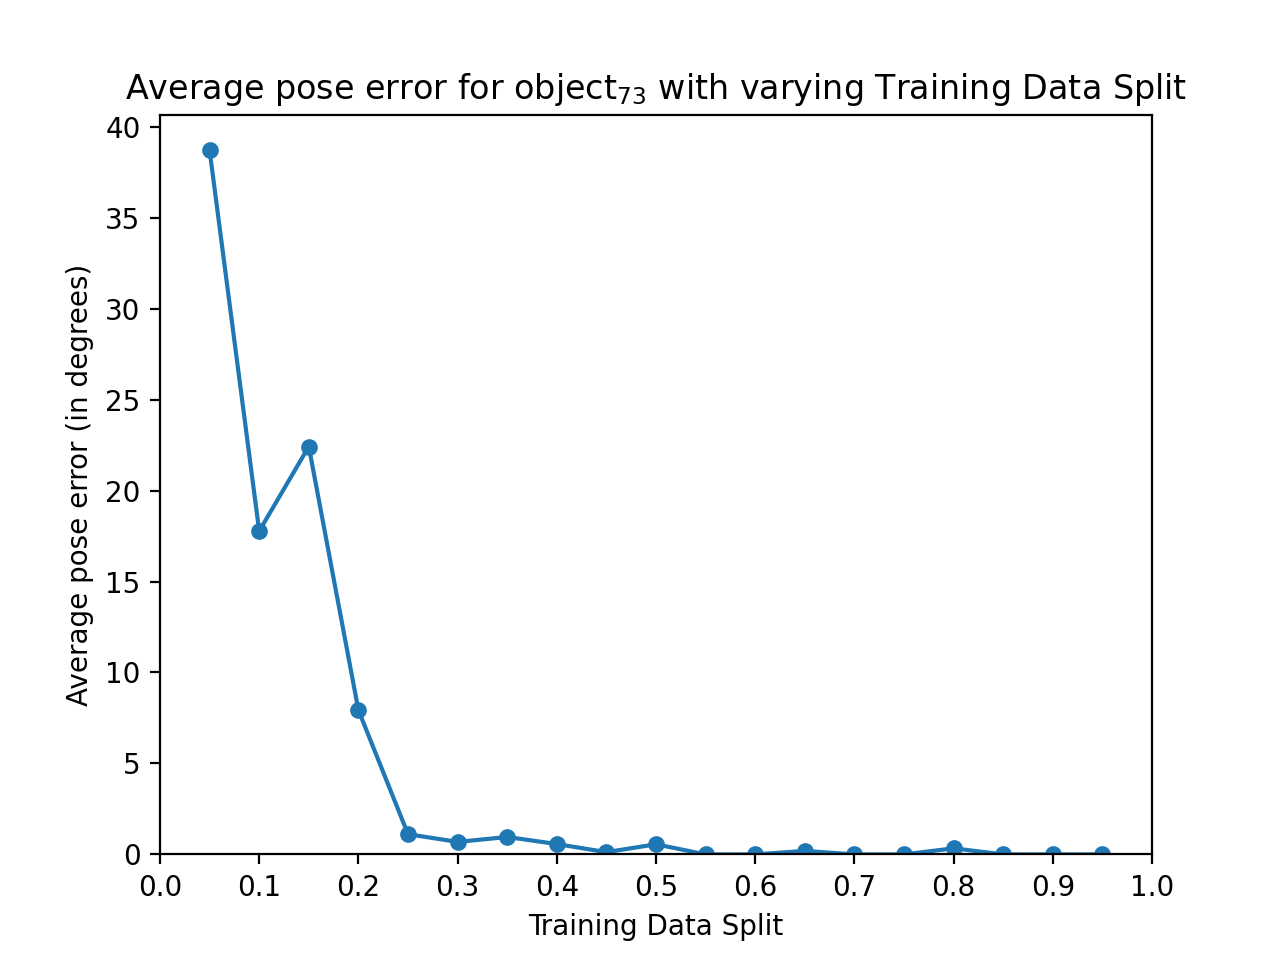 Average pose error for object₇₃ with varying Training Data Split
40
35
30
25
20
15
10
5
0
Average pose error (in degrees)
0.0 0.1 0.2 0.3 0.4 0.5 0.6 0.7 0.8 0.9 1.0
Training Data Split